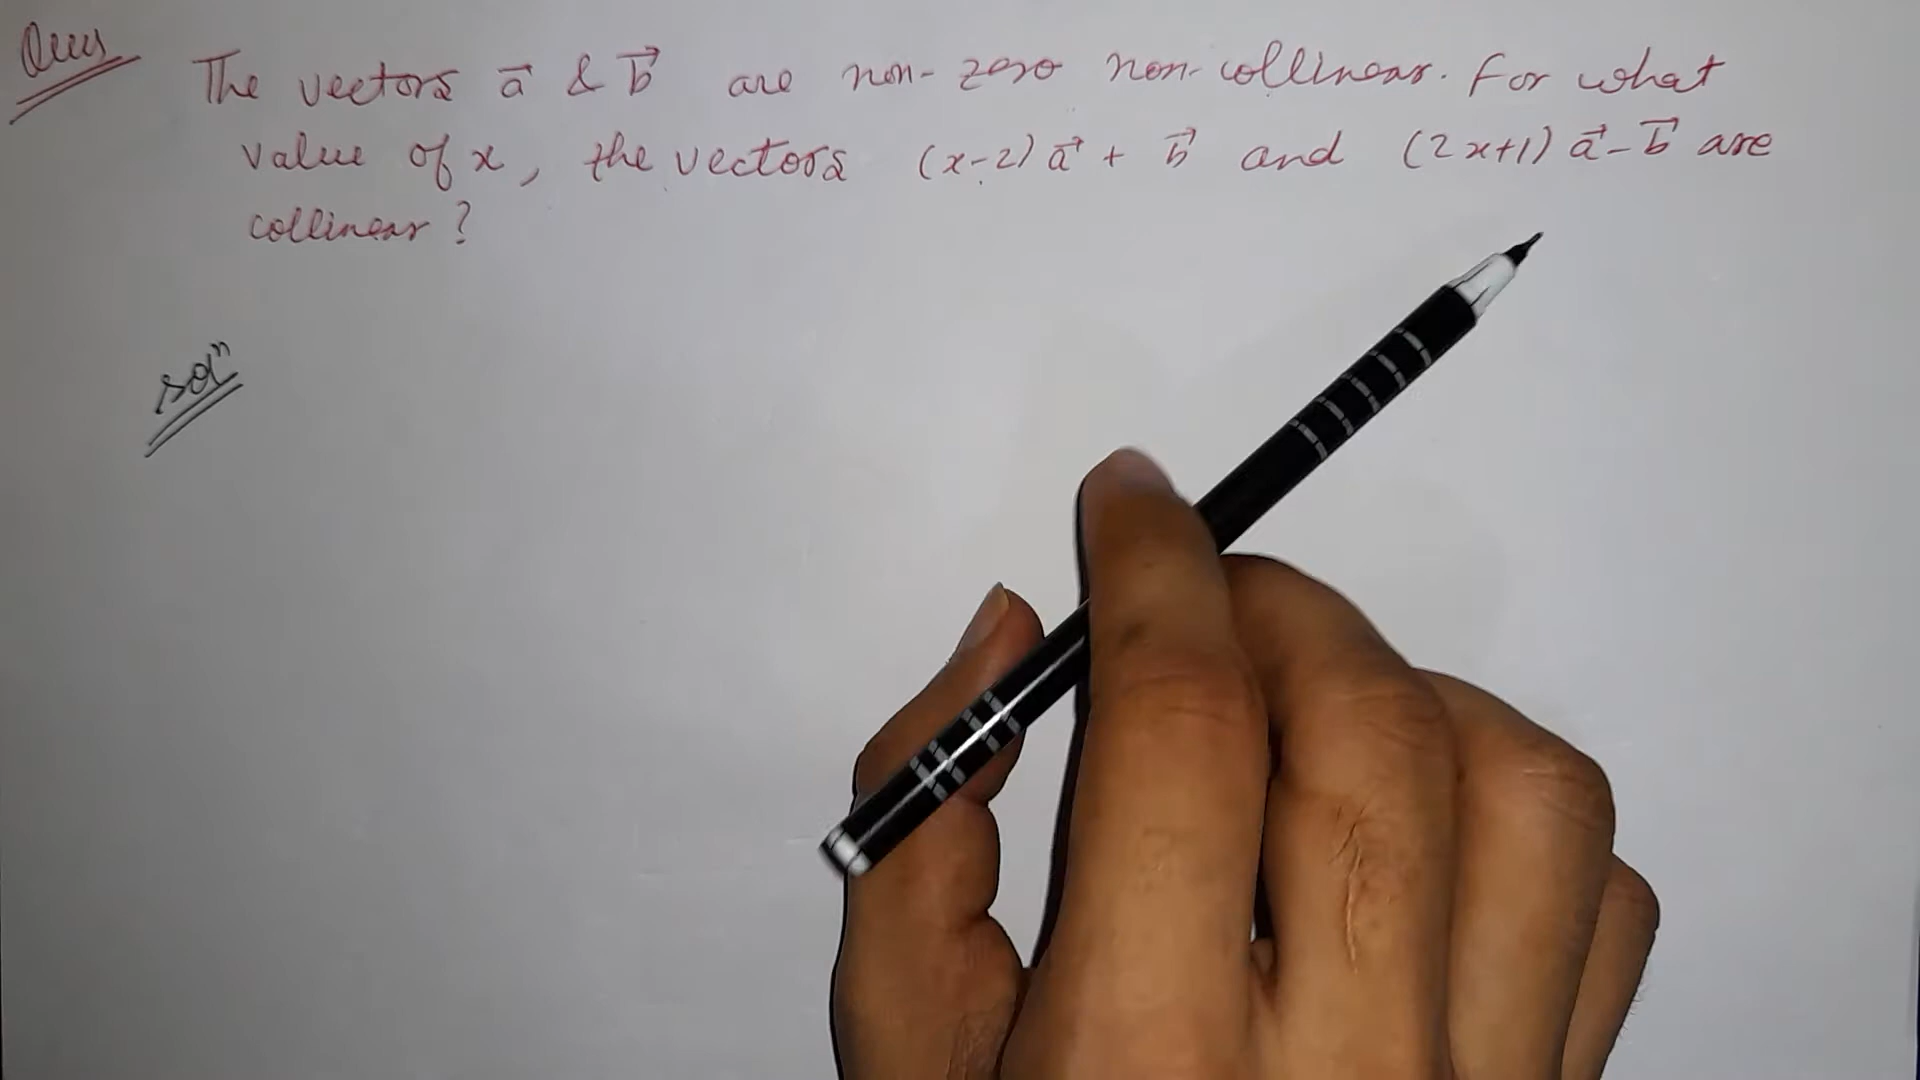 Ques
The vectors a⃗ & b⃗ are non-zero non-collinear. For what
value of x, the vectors (x-2) a⃗ + b⃗ and (2x+1) a⃗ - b⃗ are
collinear?
solⁿ